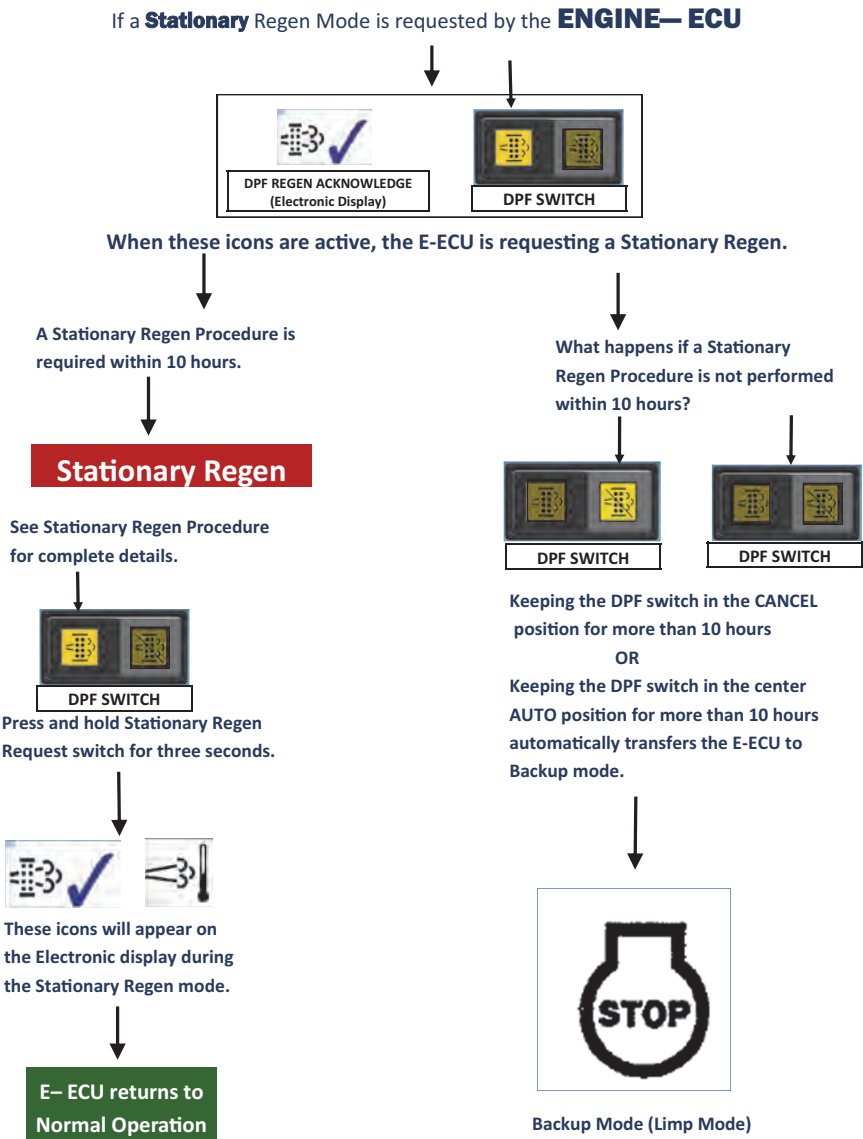 If a Stationary Regen Mode is requested by the ENGINE— ECU
DPF REGEN ACKNOWLEDGE
(Electronic Display)
DPF SWITCH
When these icons are active, the E-ECU is requesting a Stationary Regen.
A Stationary Regen Procedure is
required within 10 hours.
Stationary Regen
See Stationary Regen Procedure
for complete details.
DPF SWITCH
Press and hold Stationary Regen
Request switch for three seconds.
These icons will appear on
the Electronic display during
the Stationary Regen mode.
E– ECU returns to
Normal Operation
What happens if a Stationary
Regen Procedure is not performed
within 10 hours?
DPF SWITCH
DPF SWITCH
Keeping the DPF switch in the CANCEL
position for more than 10 hours
OR
Keeping the DPF switch in the center
AUTO position for more than 10 hours
automatically transfers the E-ECU to
Backup mode.
STOP
Backup Mode (Limp Mode)